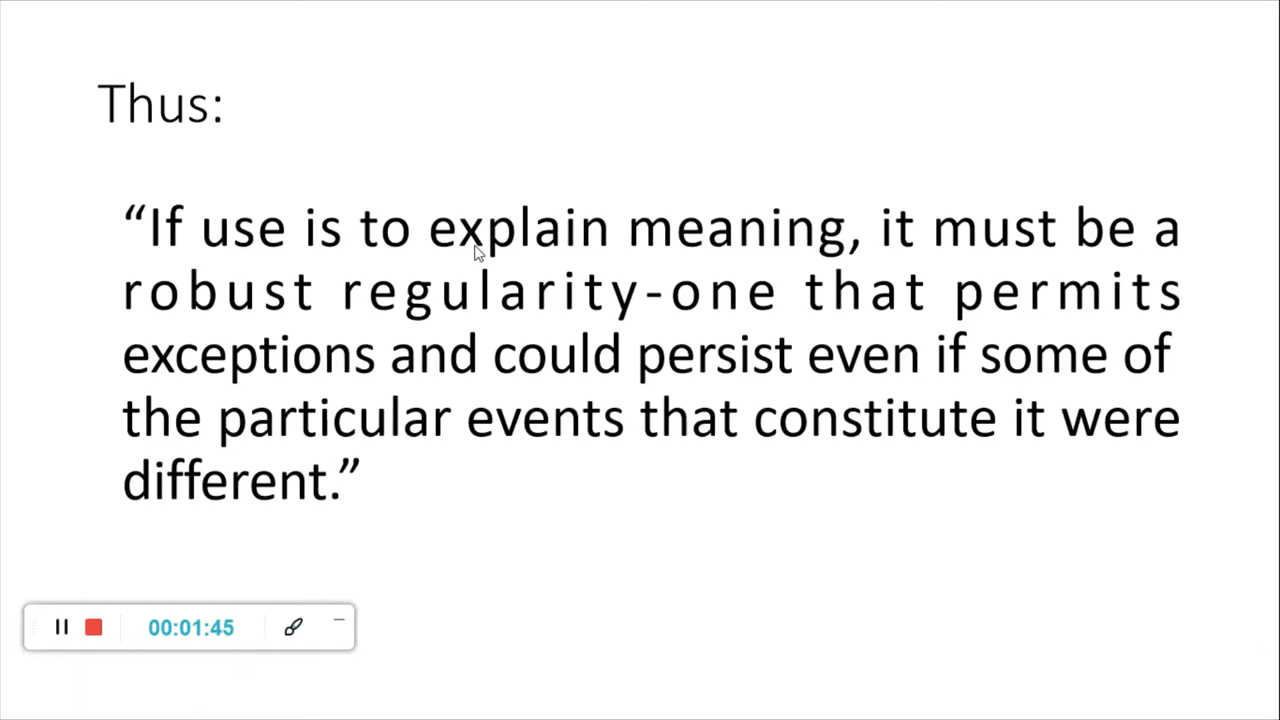 Thus:
“If use is to explain meaning, it must be a
robust regularity-one that permits
exceptions and could persist even if some of
the particular events that constitute it were
different.”
00:01:45